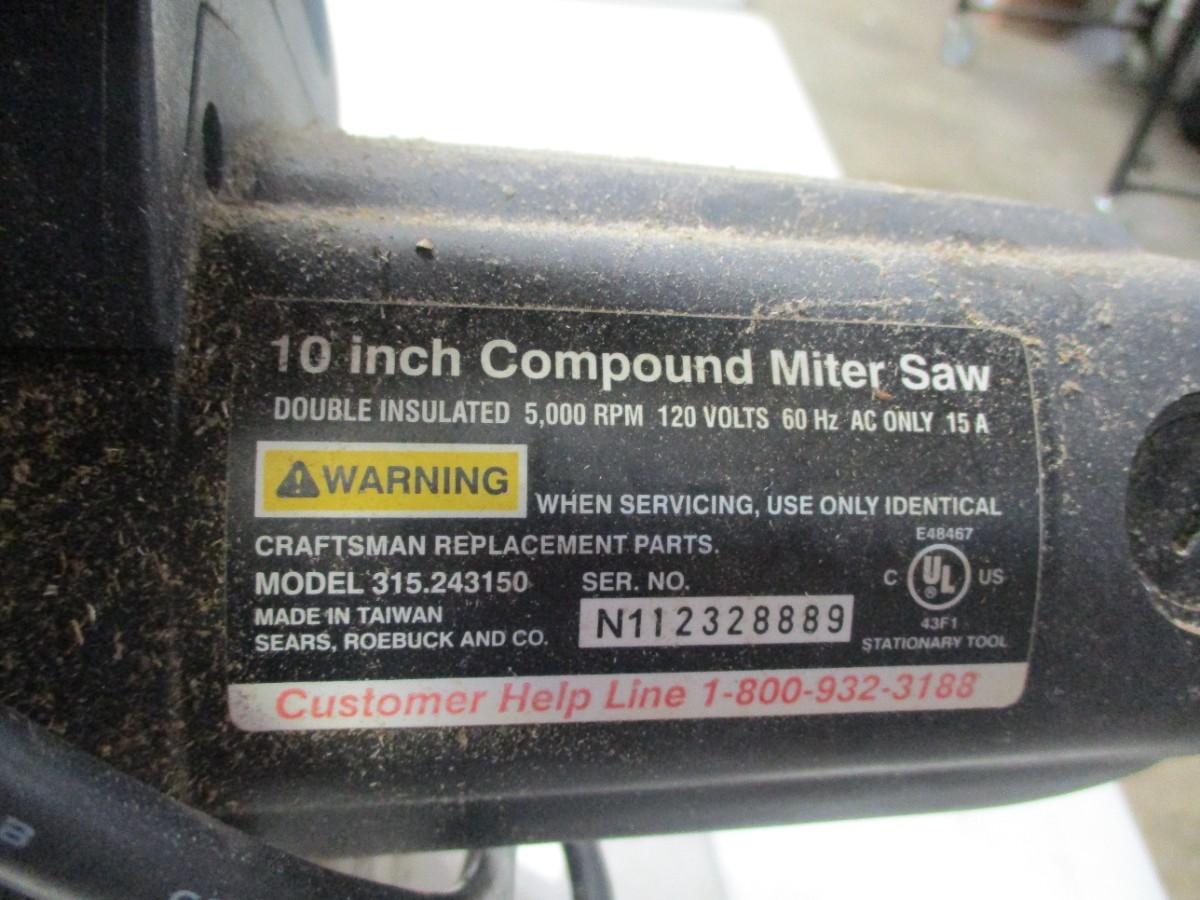 10 inch Compound Miter Saw
DOUBLE INSULATED 5,000 RPM 120 VOLTS 60 Hz AC ONLY 15 A
WARNING
WHEN SERVICING, USE ONLY IDENTICAL
CRAFTSMAN REPLACEMENT PARTS.
MODEL 315.243150
MADE IN TAIWAN
SEARS, ROEBUCK AND CO.
SER. NO.
N112328889
E48467
C UL US
43F1
STATIONARY TOOL
Customer Help Line 1-800-932-3188